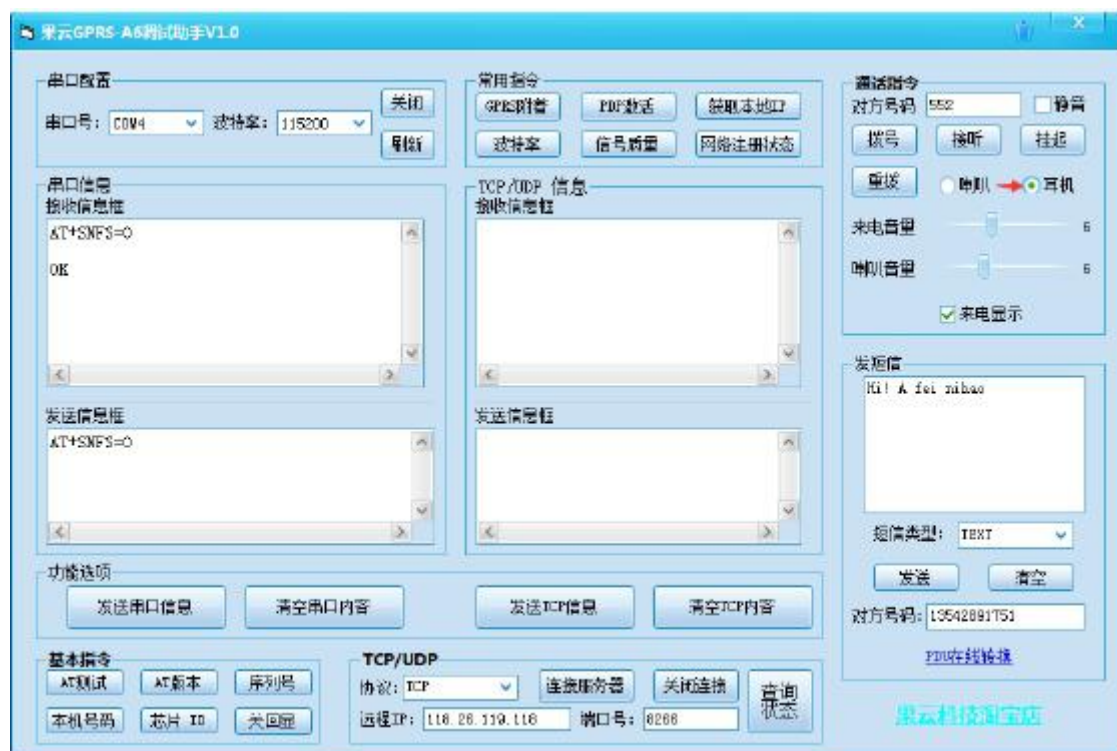 果云GPRS-A6调试助手V1.0
串口配置
串口号: COM4 波特率: 115200
关闭
刷新
常用指令
GPRS附着 PDP激活 获取本地IP
波特率 信号质量 网络注册状态
通话指令
对方号码 552 静音
拨号 接听 挂起
重拨 喇叭 耳机
来电音量 6
喇叭音量 6
来电显示
串口信息
接收信息框
AT+SNFS=0
OK
发送信息框
AT+SNFS=0
TCP/UDP 信息
接收信息框
发送信息框
发短信
Hi! A fei nihao
短信类型: TEXT
发送 清空
对方号码: 13542891751
PDU在线转换
功能选项
发送串口信息 清空串口内容 发送TCP信息 清空TCP内容
基本指令
AT测试 AT版本 序列号
本机号码 芯片 ID 关回显
TCP/UDP
协议: TCP 连接服务器 关闭连接
远程IP: 116.26.119.116 端口号: 8266
查询
状态
果云科技淘宝店